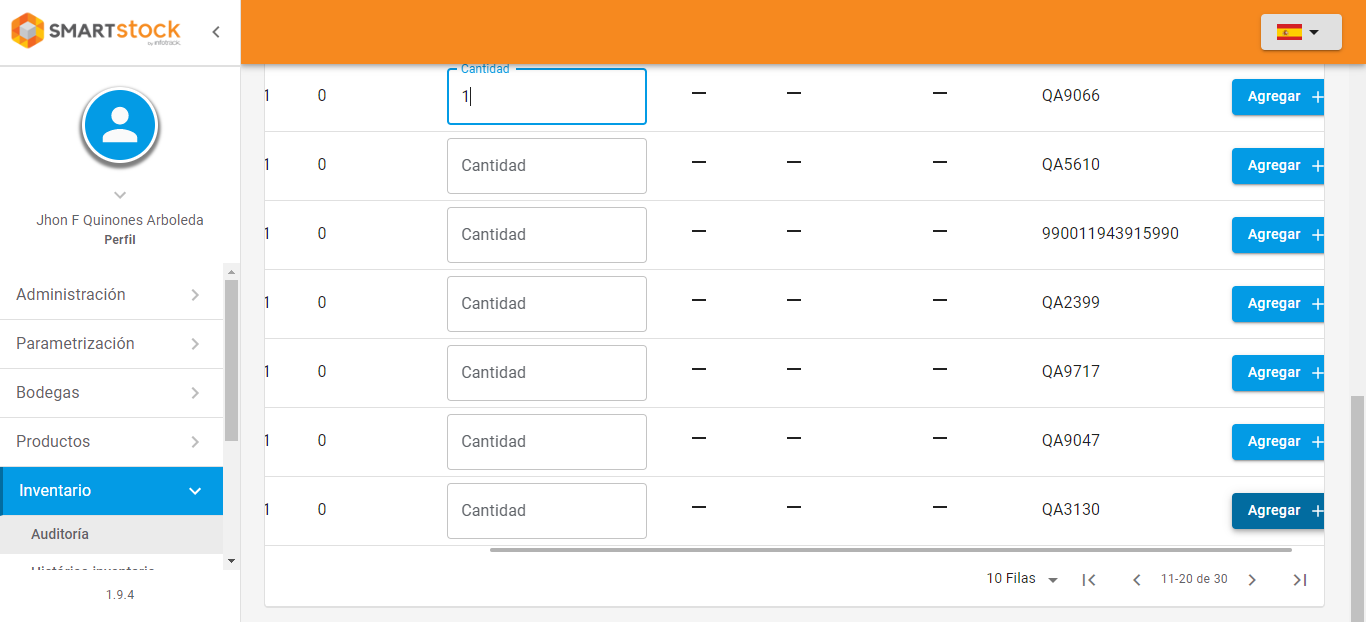 SMARTSTOCK
by infotrack.
Jhon F Quinones Arboleda
Perfil
Administración
Parametrización
Bodegas
Productos
Inventario
Auditoría
Histórico inventario
1.9.4
Cantidad
1 0 1 — — — QA9066 Agregar +
1 0 Cantidad — — — QA5610 Agregar +
1 0 Cantidad — — — 990011943915990 Agregar +
1 0 Cantidad — — — QA2399 Agregar +
1 0 Cantidad — — — QA9717 Agregar +
1 0 Cantidad — — — QA9047 Agregar +
1 0 Cantidad — — — QA3130 Agregar +
10 Filas 11-20 de 30